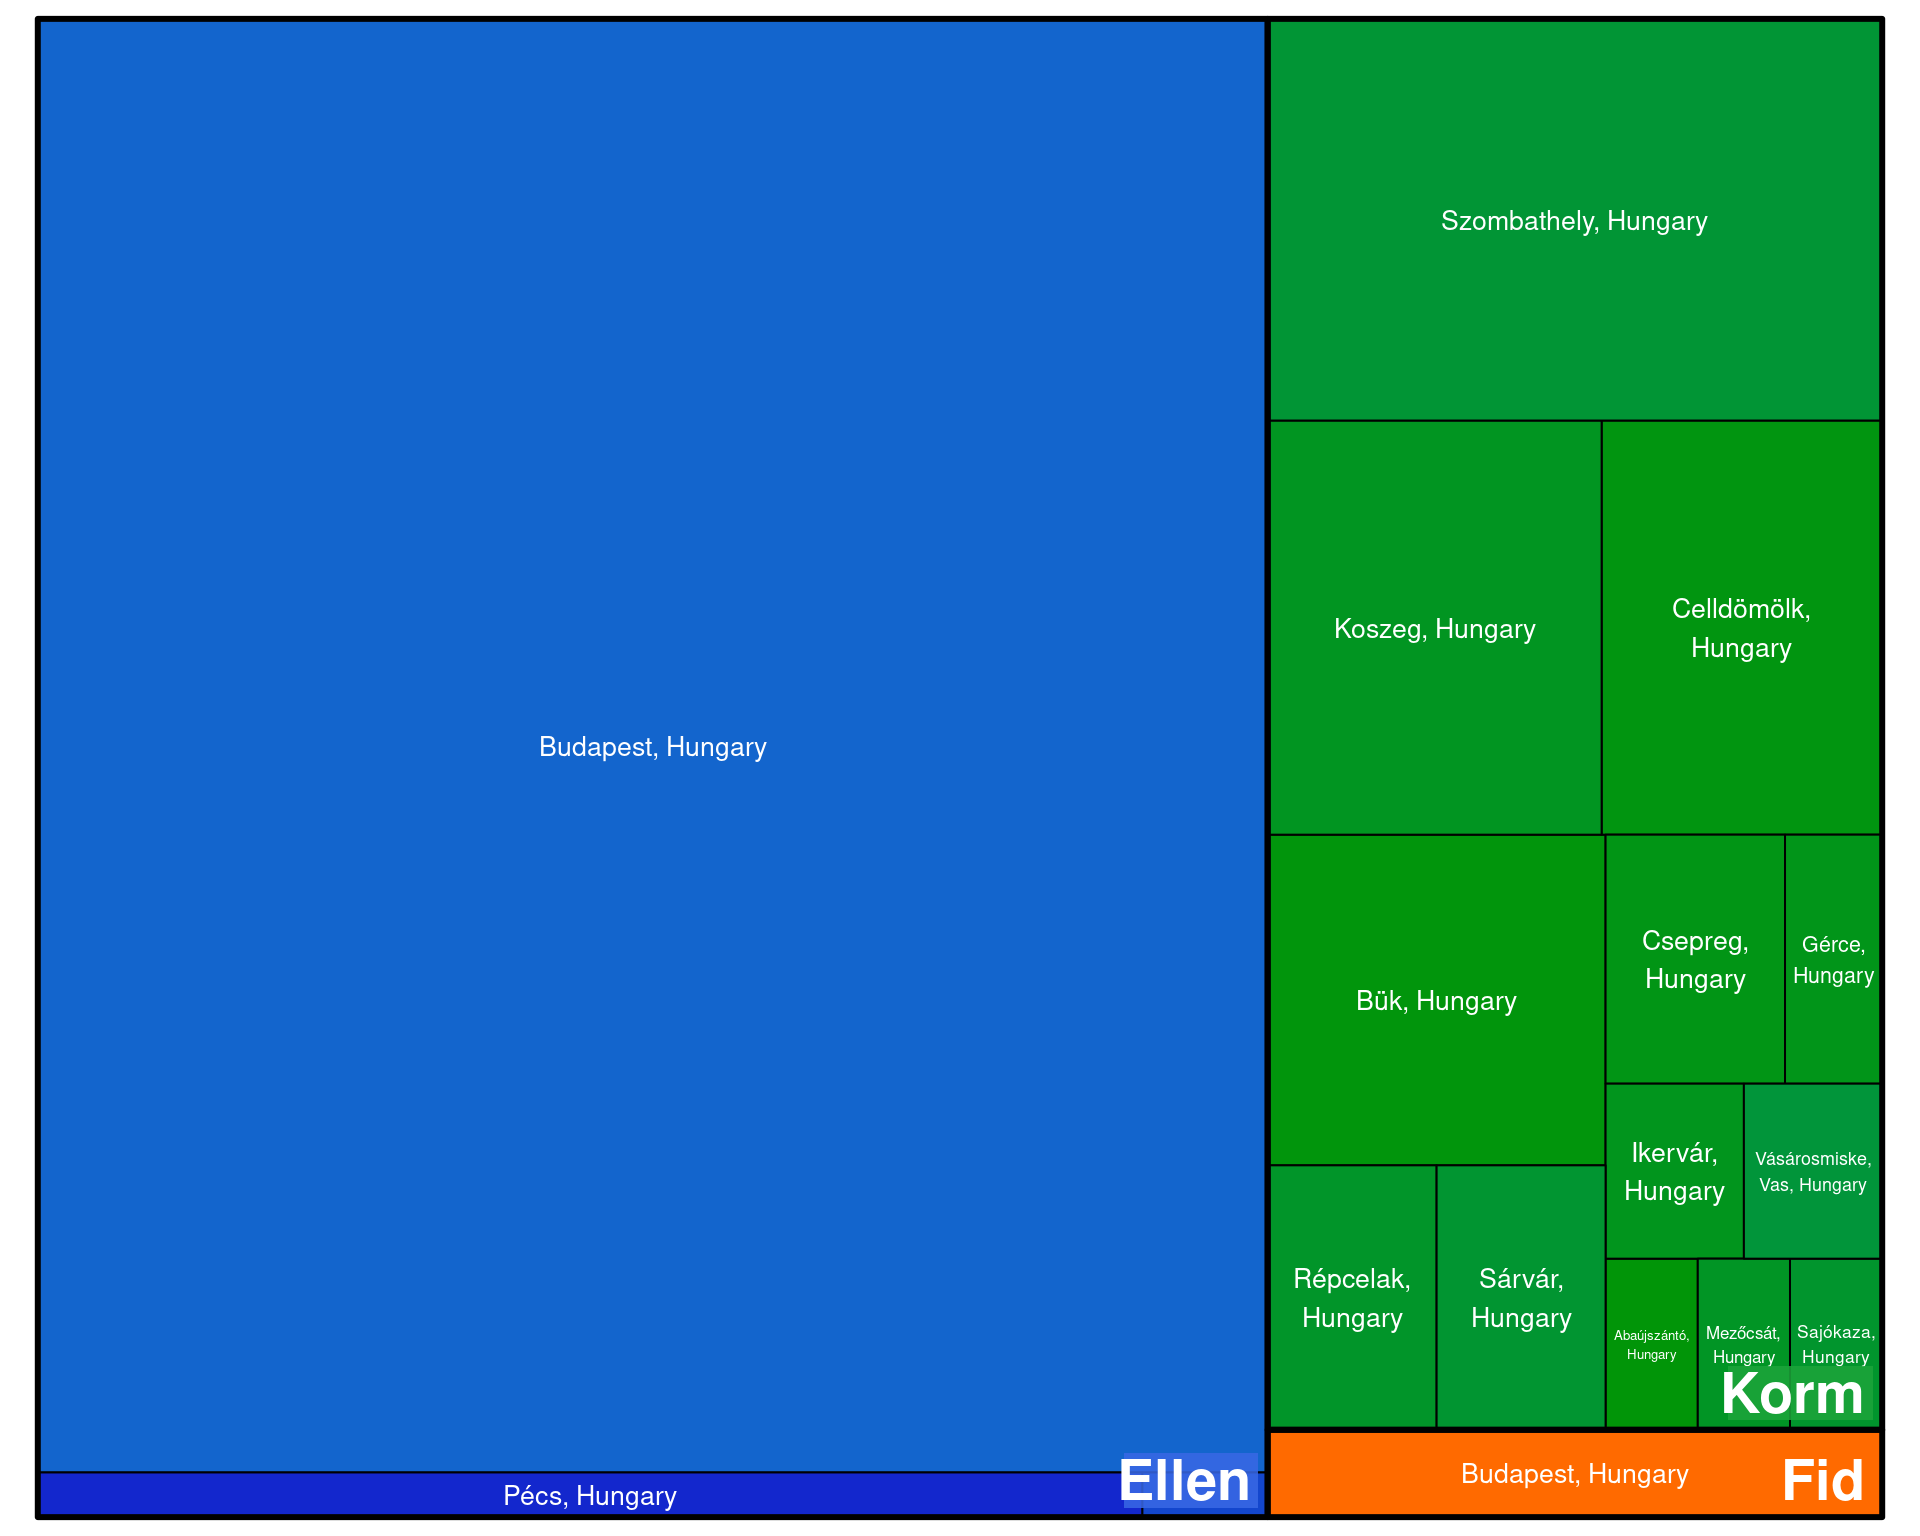 Budapest, Hungary
Pécs, Hungary
Ellen
Szombathely, Hungary
Koszeg, Hungary
Celldömölk,
Hungary
Bük, Hungary
Csepreg,
Hungary
Gérce,
Hungary
Ikervár,
Hungary
Vásárosmiske,
Vas, Hungary
Répcelak,
Hungary
Sárvár,
Hungary
Abaújszántó,
Hungary
Mezőcsát,
Hungary
Sajókaza,
Hungary
Korm
Budapest, Hungary
Fid